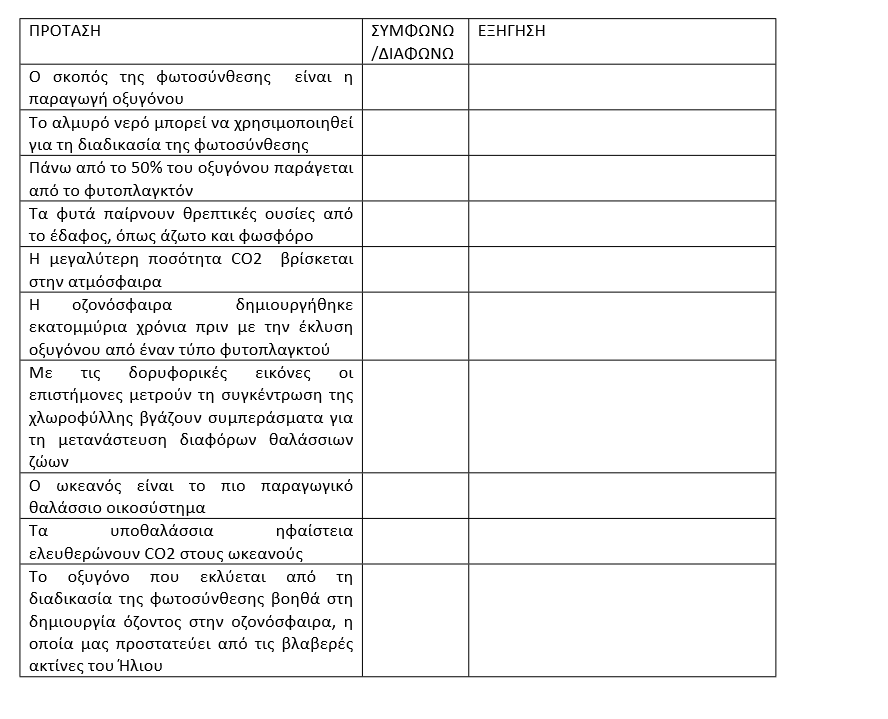 ΠΡΟΤΑΣΗ
ΣΥΜΦΩΝΩ
/ΔΙΑΦΩΝΩ
ΕΞΗΓΗΣΗ
Ο σκοπός της φωτοσύνθεσης είναι η
παραγωγή οξυγόνου
Το αλμυρό νερό μπορεί να χρησιμοποιηθεί
για τη διαδικασία της φωτοσύνθεσης
Πάνω από το 50% του οξυγόνου παράγεται
από το φυτοπλαγκτόν
Τα φυτά παίρνουν θρεπτικές ουσίες από
το έδαφος, όπως άζωτο και φωσφόρο
Η μεγαλύτερη ποσότητα CO2 βρίσκεται
στην ατμόσφαιρα
Η οζονόσφαιρα δημιουργήθηκε
εκατομμύρια χρόνια πριν με την έκλυση
οξυγόνου από έναν τύπο φυτοπλαγκτού
Με τις δορυφορικές εικόνες οι
επιστήμονες μετρούν τη συγκέντρωση της
χλωροφύλλης βγάζουν συμπεράσματα για
τη μετανάστευση διαφόρων θαλάσσιων
ζώων
Ο ωκεανός είναι το πιο παραγωγικό
θαλάσσιο οικοσύστημα
Τα υποθαλάσσια ηφαίστεια
ελευθερώνουν CO2 στους ωκεανούς
Το οξυγόνο που εκλύεται από τη
διαδικασία της φωτοσύνθεσης βοηθά στη
δημιουργία όζοντος στην οζονόσφαιρα, η
οποία μας προστατεύει από τις βλαβερές
ακτίνες του Ήλιου